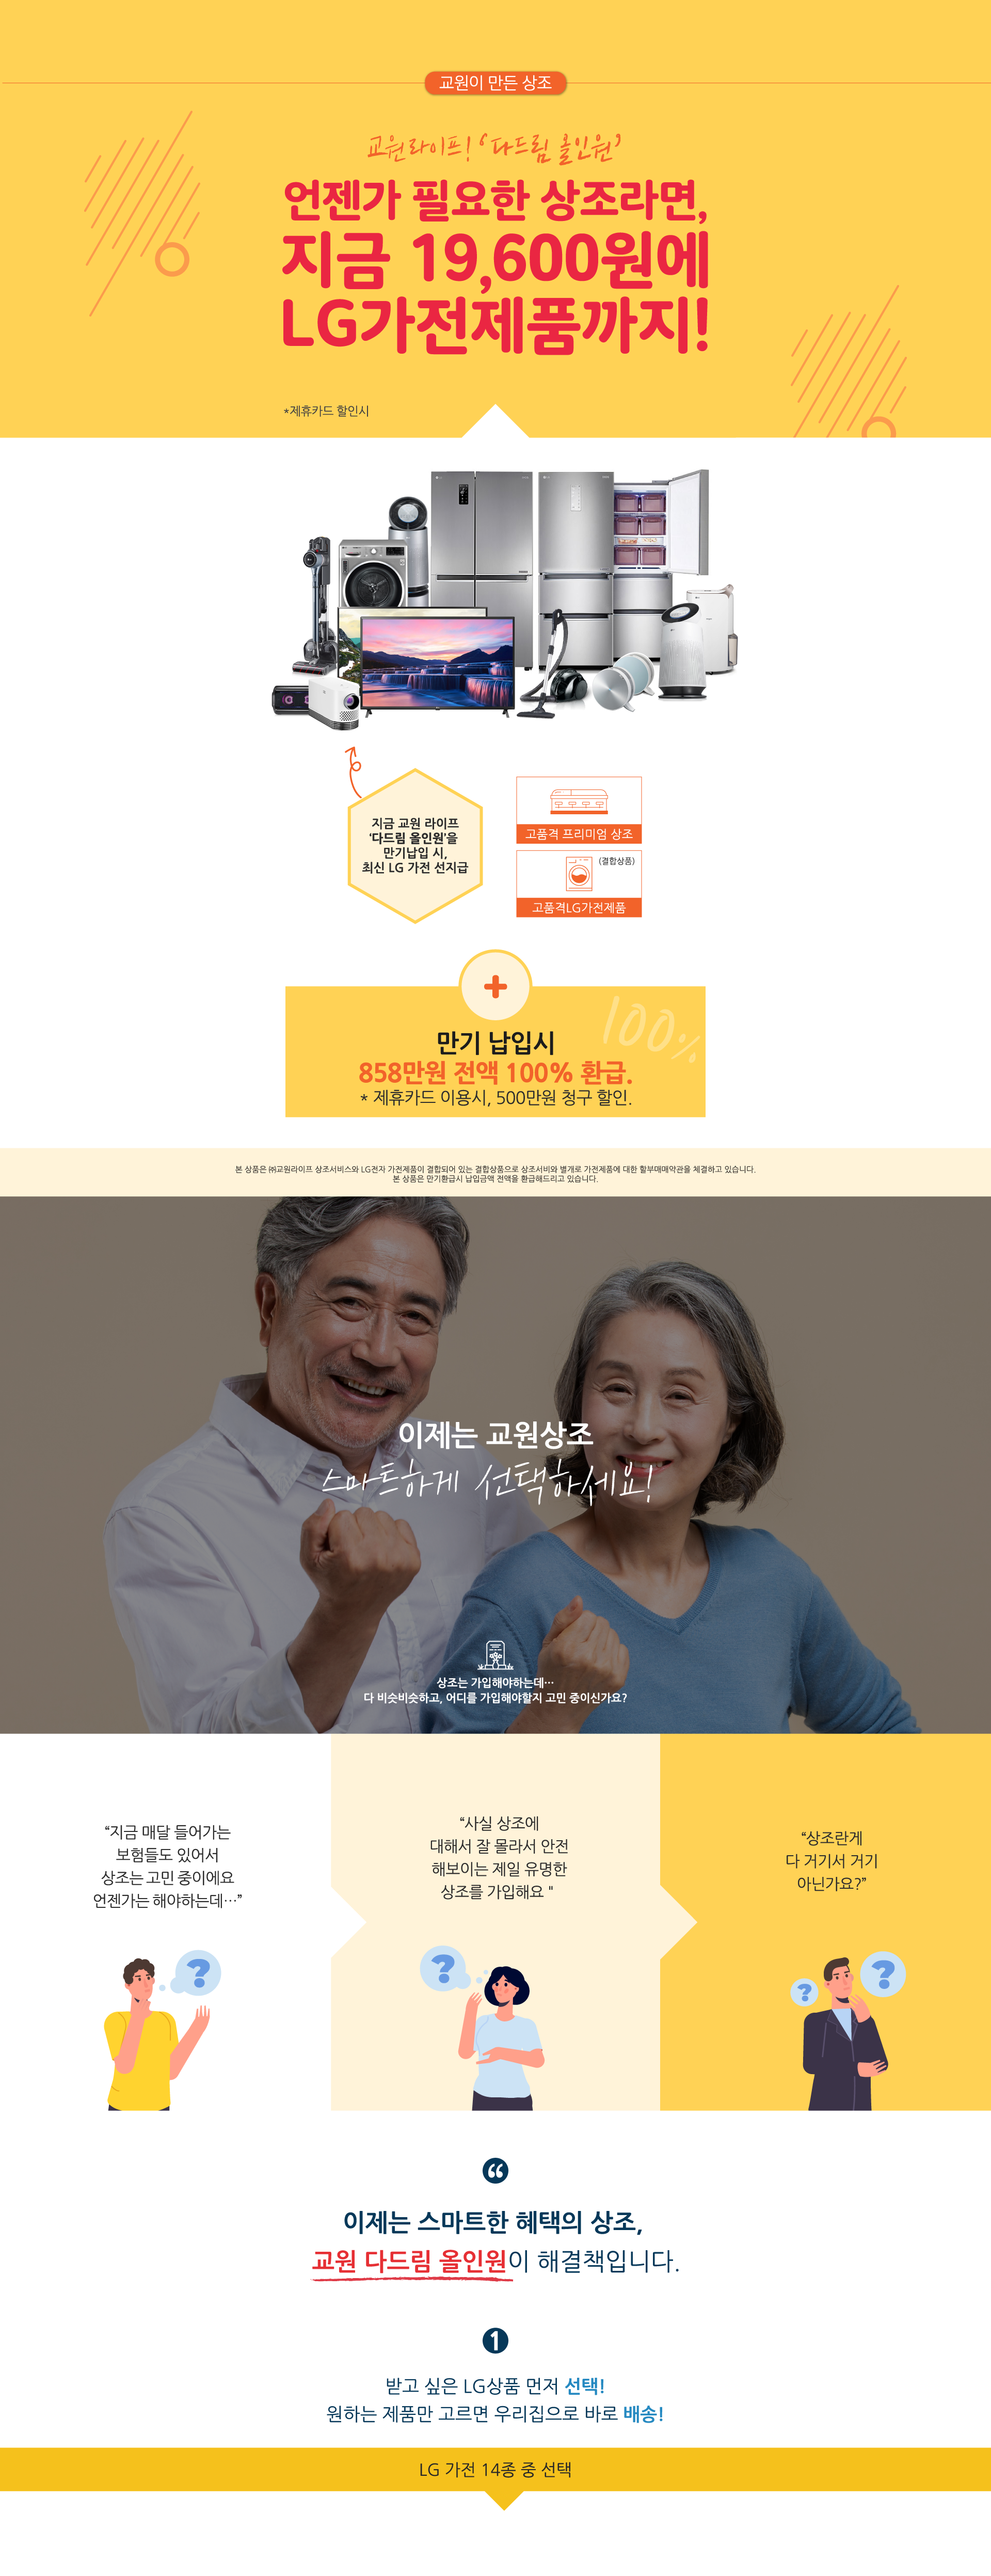 교원이 만든 상조
교원라이프! ‘다드림 올인원’
언젠가 필요한 상조라면,
지금 19,600원에
LG가전제품까지!
*제휴카드 할인시
지금 교원 라이프
‘다드림 올인원’을
만기납입 시,
최신 LG 가전 선지급
고품격 프리미엄 상조
(결합상품)
고품격LG가전제품
+
100%
만기 납입시
858만원 전액 100% 환급.
* 제휴카드 이용시, 500만원 청구 할인.
본 상품은 ㈜교원라이프 상조서비스와 LG전자 가전제품이 결합되어 있는 결합상품으로 상조서비와 별개로 가전제품에 대한 할부매매약관을 체결하고 있습니다.
본 상품은 만기환급시 납입금액 전액을 환급해드리고 있습니다.
이제는 교원상조
스마트하게 선택하세요!
상조는 가입해야하는데…
다 비슷비슷하고, 어디를 가입해야할지 고민 중이신가요?
“지금 매달 들어가는
보험들도 있어서
상조는 고민 중이에요
언젠가는 해야하는데…”
“사실 상조에
대해서 잘 몰라서 안전
해보이는 제일 유명한
상조를 가입해요 "
“상조란게
다 거기서 거기
아닌가요?”
?
?
?
?
“
이제는 스마트한 혜택의 상조,
교원 다드림 올인원이 해결책입니다.
1
받고 싶은 LG상품 먼저 선택!
원하는 제품만 고르면 우리집으로 바로 배송!
LG 가전 14종 중 선택